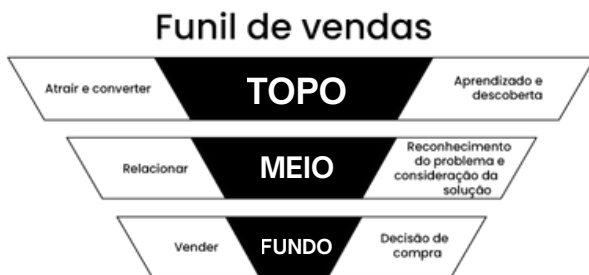 Funil de vendas
Atrair e converter
TOPO
Aprendizado e
descoberta
Relacionar
MEIO
Reconhecimento
do problema e
consideração da
solução
Vender
FUNDO
Decisão de
compra